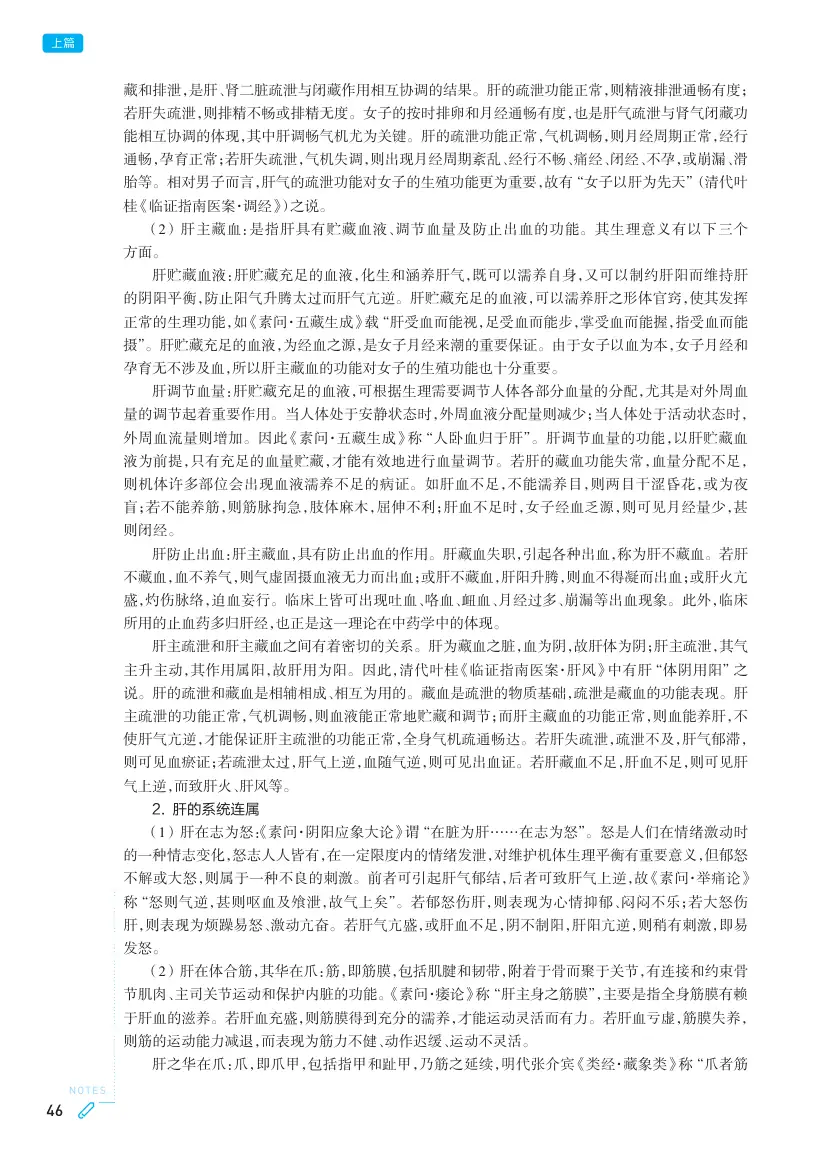 上篇
藏和排泄，是肝、肾二脏疏泄与闭藏作用相互协调的结果。肝的疏泄功能正常，则精液排泄通畅有度；
若肝失疏泄，则排精不畅或排精无度。女子的按时排卵和月经通畅有度，也是肝气疏泄与肾气闭藏功
能相互协调的体现，其中肝调畅气机尤为关键。肝的疏泄功能正常，气机调畅，则月经周期正常，经行
通畅，孕育正常；若肝失疏泄，气机失调，则出现月经周期紊乱、经行不畅、痛经、闭经、不孕，或崩漏、滑
胎等。相对男子而言，肝气的疏泄功能对女子的生殖功能更为重要，故有“女子以肝为先天”（清代叶
桂《临证指南医案·调经》）之说。
（2）肝主藏血：是指肝具有贮藏血液、调节血量及防止出血的功能。其生理意义有以下三个
方面。
肝贮藏血液：肝贮藏充足的血液，化生和涵养肝气，既可以濡养自身，又可以制约肝阳而维持肝
的阴阳平衡，防止阳气升腾太过而肝气亢逆。肝贮藏充足的血液，可以濡养肝之形体官窍，使其发挥
正常的生理功能，如《素问·五藏生成》载“肝受血而能视，足受血而能步，掌受血而能握，指受血而能
摄”。肝贮藏充足的血液，为经血之源，是女子月经来潮的重要保证。由于女子以血为本，女子月经和
孕育无不涉及血，所以肝主藏血的功能对女子的生殖功能也十分重要。
肝调节血量：肝贮藏充足的血液，可根据生理需要调节人体各部分血量的分配，尤其是对外周血
量的调节起着重要作用。当人体处于安静状态时，外周血液分配量则减少；当人体处于活动状态时，
外周血流量则增加。因此《素问·五藏生成》称“人卧血归于肝”。肝调节血量的功能，以肝贮藏血
液为前提，只有充足的血量贮藏，才能有效地进行血量调节。若肝的藏血功能失常，血量分配不足，
则机体许多部位会出现血液濡养不足的病证。如肝血不足，不能濡养目，则两目干涩昏花，或为夜
盲；若不能养筋，则筋脉拘急，肢体麻木，屈伸不利；肝血不足时，女子经血乏源，则可见月经量少，甚
则闭经。
肝防止出血：肝主藏血，具有防止出血的作用。肝藏血失职，引起各种出血，称为肝不藏血。若肝
不藏血，血不养气，则气虚固摄血液无力而出血；或肝不藏血，肝阳升腾，则血不得凝而出血；或肝火亢
盛，灼伤脉络，迫血妄行。临床上皆可出现吐血、咯血、衄血、月经过多、崩漏等出血现象。此外，临床
所用的止血药多归肝经，也正是这一理论在中药学中的体现。
肝主疏泄和肝主藏血之间有着密切的关系。肝为藏血之脏，血为阴，故肝体为阴；肝主疏泄，其气
主升主动，其作用属阳，故肝用为阳。因此，清代叶桂《临证指南医案·肝风》中有肝“体阴用阳”之
说。肝的疏泄和藏血是相辅相成、相互为用的。藏血是疏泄的物质基础，疏泄是藏血的功能表现。肝
主疏泄的功能正常，气机调畅，则血液能正常地贮藏和调节；而肝主藏血的功能正常，则血能养肝，不
使肝气亢逆，才能保证肝主疏泄的功能正常，全身气机疏通畅达。若肝失疏泄，疏泄不及，肝气郁滞，
则可见血瘀证；若疏泄太过，肝气上逆，血随气逆，则可见出血证。若肝藏血不足，肝血不足，则可见肝
气上逆，而致肝火、肝风等。
2. 肝的系统连属
（1）肝在志为怒：《素问·阴阳应象大论》谓“在脏为肝……在志为怒”。怒是人们在情绪激动时
的一种情志变化，怒志人人皆有，在一定限度内的情绪发泄，对维护机体生理平衡有重要意义，但郁怒
不解或大怒，则属于一种不良的刺激。前者可引起肝气郁结，后者可致肝气上逆，故《素问·举痛论》
称“怒则气逆，甚则呕血及飧泄，故气上矣”。若郁怒伤肝，则表现为心情抑郁、闷闷不乐；若大怒伤
肝，则表现为烦躁易怒、激动亢奋。若肝气亢盛，或肝血不足，阴不制阳，肝阳亢逆，则稍有刺激，即易
发怒。
（2）肝在体合筋，其华在爪：筋，即筋膜，包括肌腱和韧带，附着于骨而聚于关节，有连接和约束骨
节肌肉、主司关节运动和保护内脏的功能。《素问·痿论》称“肝主身之筋膜”，主要是指全身筋膜有赖
于肝血的滋养。若肝血充盛，则筋膜得到充分的濡养，才能运动灵活而有力。若肝血亏虚，筋膜失养，
则筋的运动能力减退，而表现为筋力不健、动作迟缓、运动不灵活。
肝之华在爪：爪，即爪甲，包括指甲和趾甲，乃筋之延续，明代张介宾《类经·藏象类》称“爪者筋
NOTES
46